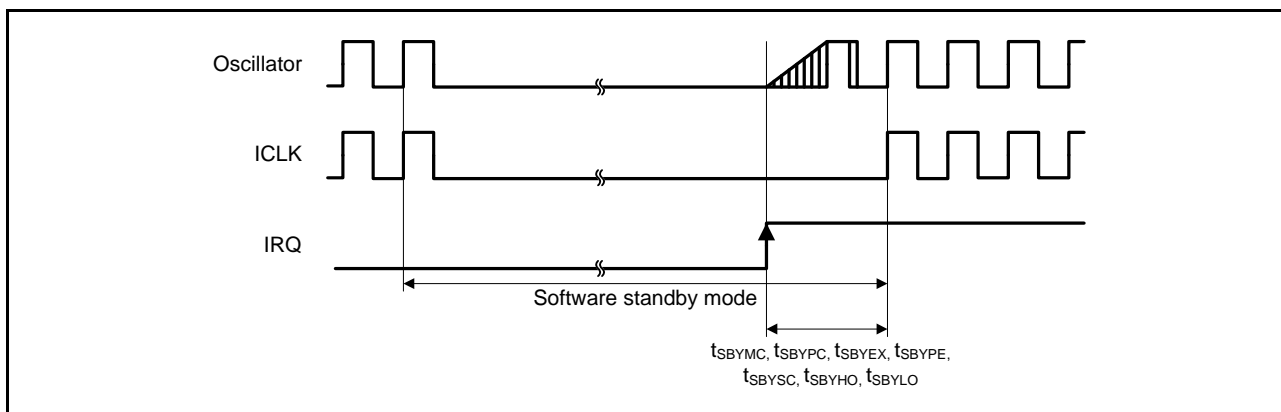 Oscillator
ICLK
IRQ
Software standby mode
tSBYMC, tSBYPC, tSBYEX, tSBYPE,
tSBYSC, tSBYHO, tSBYLO